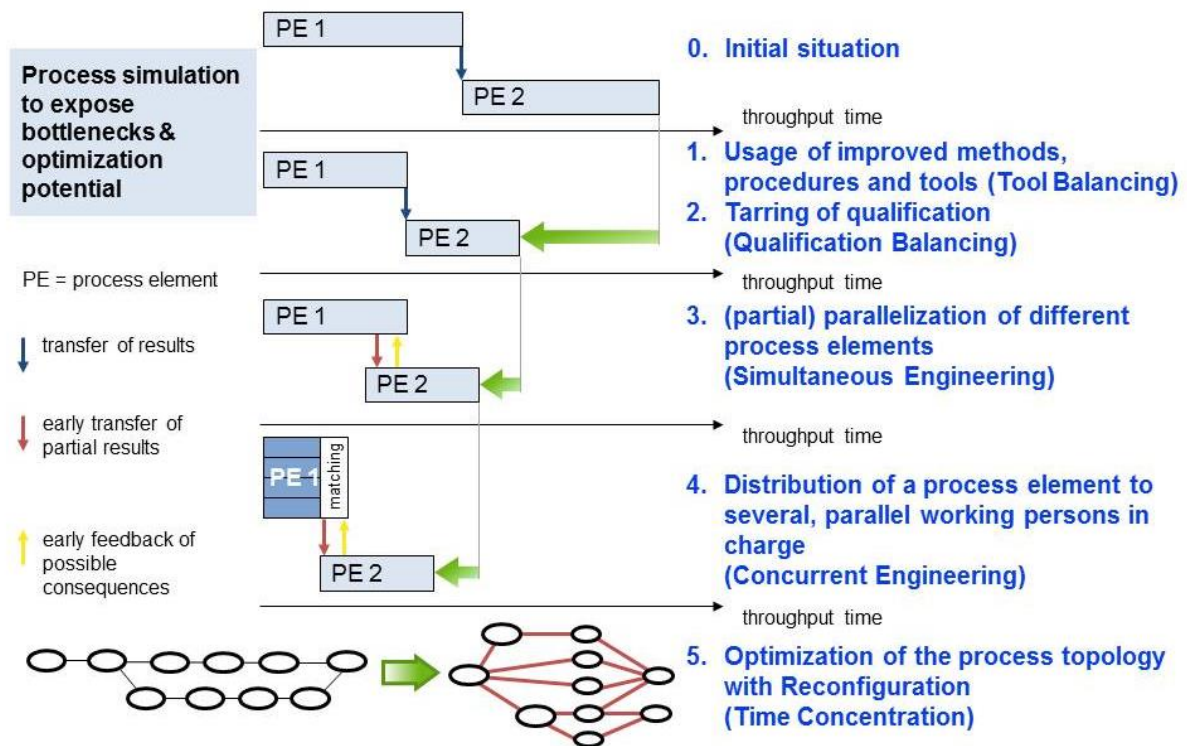 Process simulation
to expose
bottlenecks &
optimization
potential
PE = process element
transfer of results
early transfer of
partial results
early feedback of
possible
consequences
PE 1
PE 2
throughput time
PE 1
PE 2
throughput time
PE 1
PE 2
throughput time
PE 1
matching
PE 2
throughput time
0. Initial situation
1. Usage of improved methods,
procedures and tools (Tool Balancing)
2. Tarring of qualification
(Qualification Balancing)
3. (partial) parallelization of different
process elements
(Simultaneous Engineering)
4. Distribution of a process element to
several, parallel working persons in
charge
(Concurrent Engineering)
5. Optimization of the process topology
with Reconfiguration
(Time Concentration)